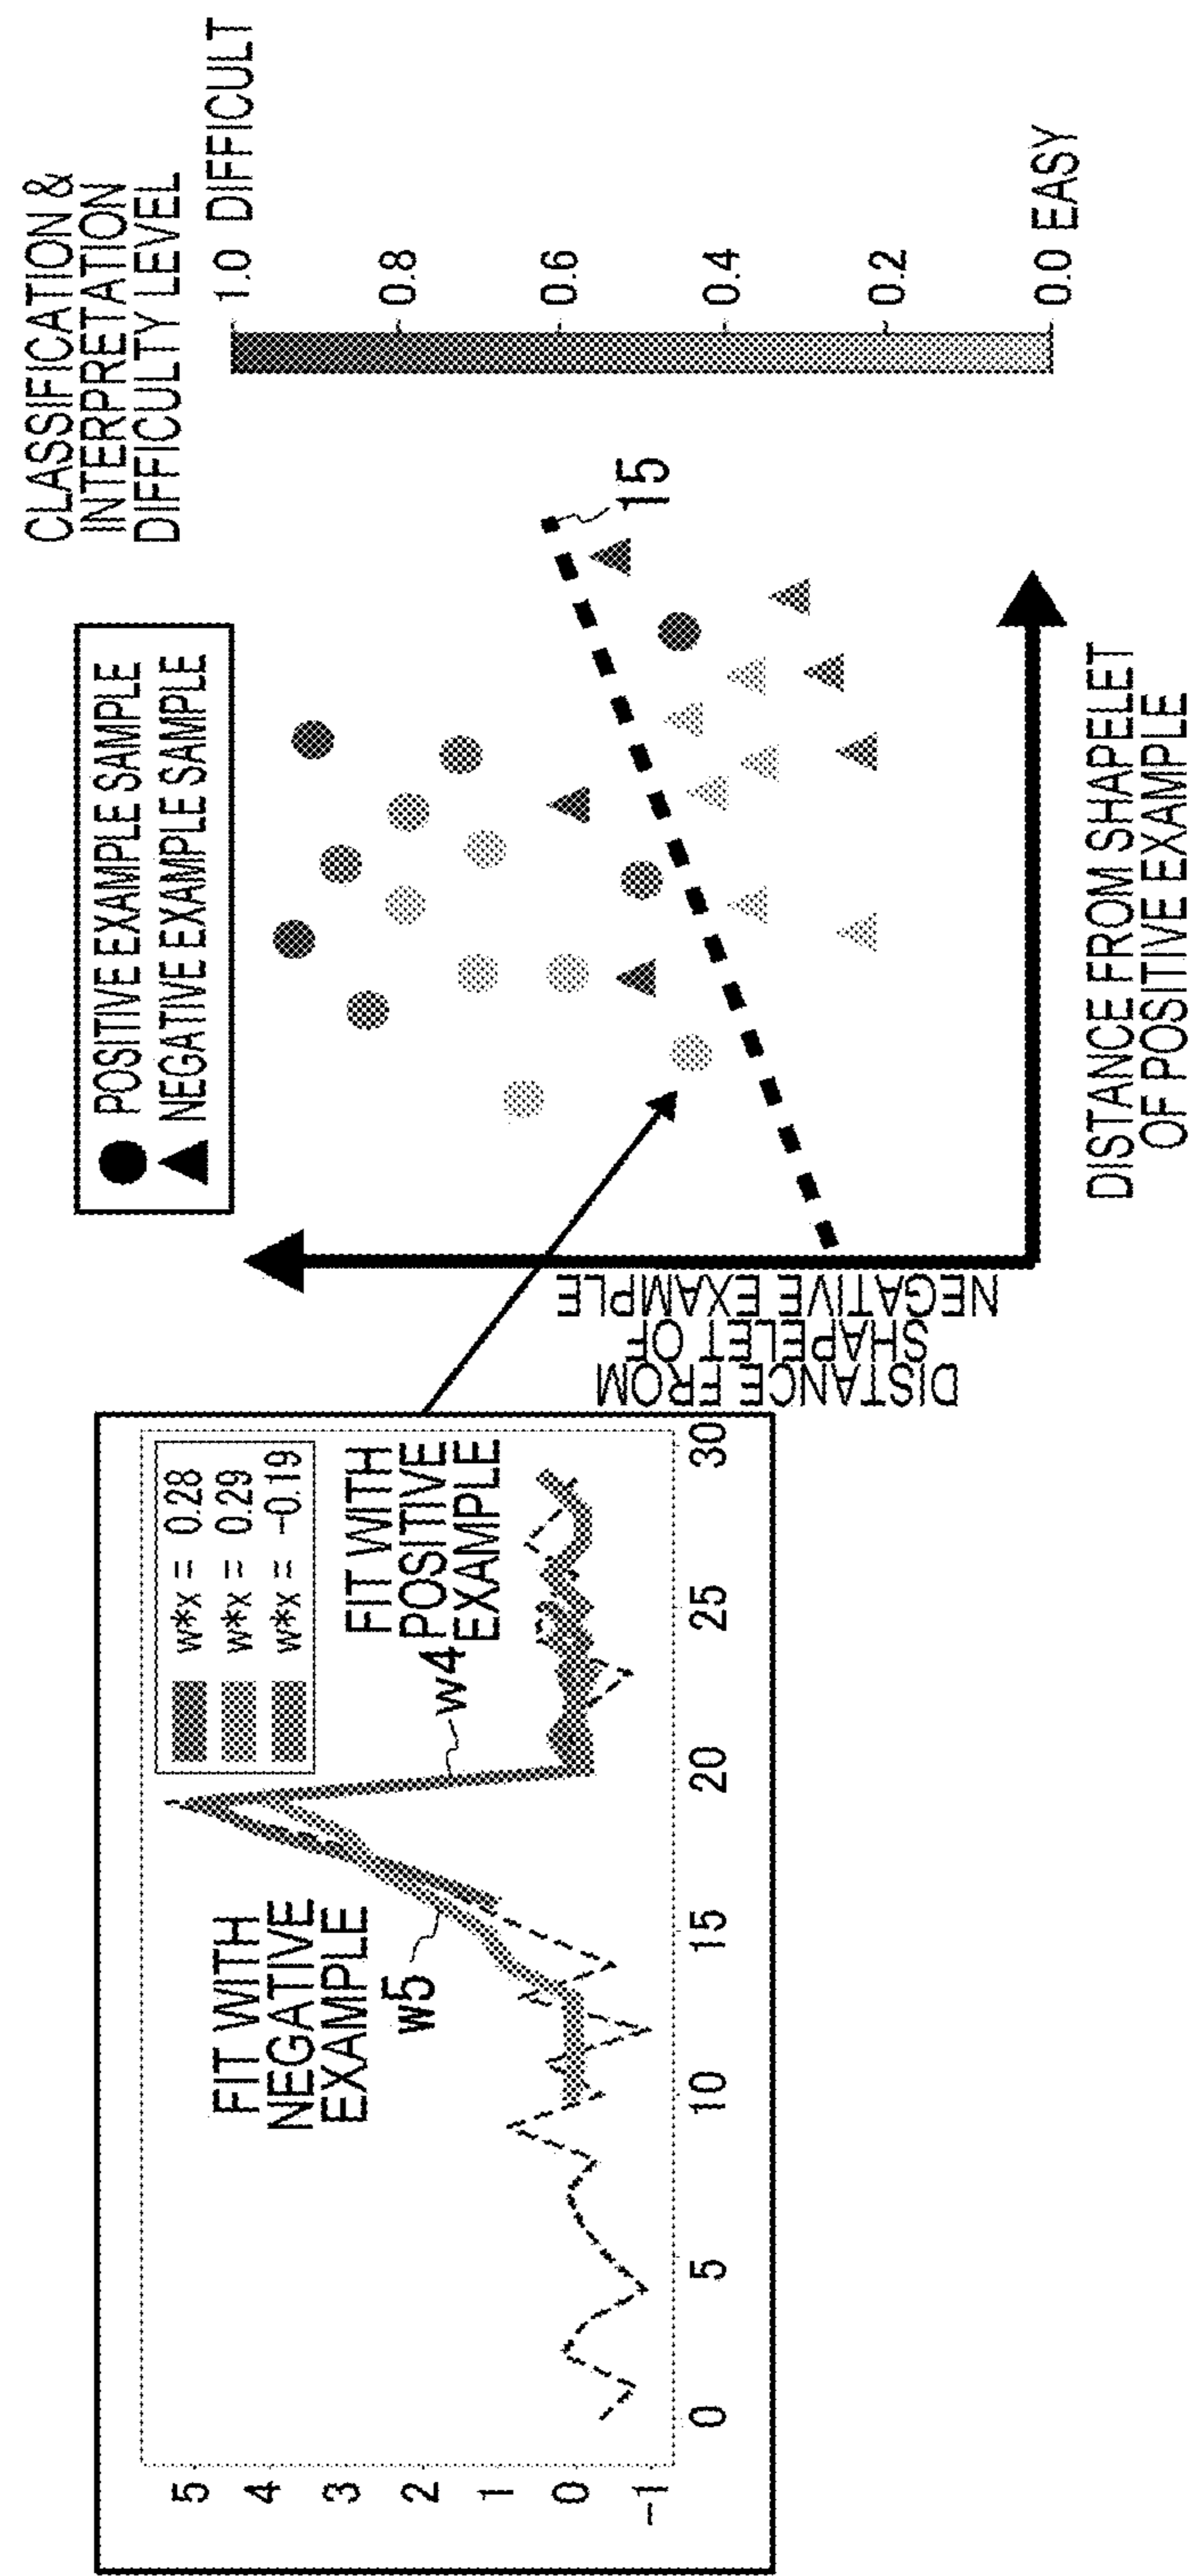 CLASSIFICATION &
INTERPRETATION
DIFFICULTY LEVEL
1.0 DIFFICULT
0.8
0.6
0.4
0.2
0.0 EASY
POSITIVE EXAMPLE SAMPLE
NEGATIVE EXAMPLE SAMPLE
15
DISTANCE FROM
SHAPELET OF
NEGATIVE EXAMPLE
DISTANCE FROM SHAPELET
OF POSITIVE EXAMPLE
w*x = 0.28
w*x = 0.29
w*x = -0.19
FIT WITH
POSITIVE
EXAMPLE
w4
FIT WITH
NEGATIVE
EXAMPLE
w5
5
4
3
2
1
0
-1
0
5
10
15
20
25
30